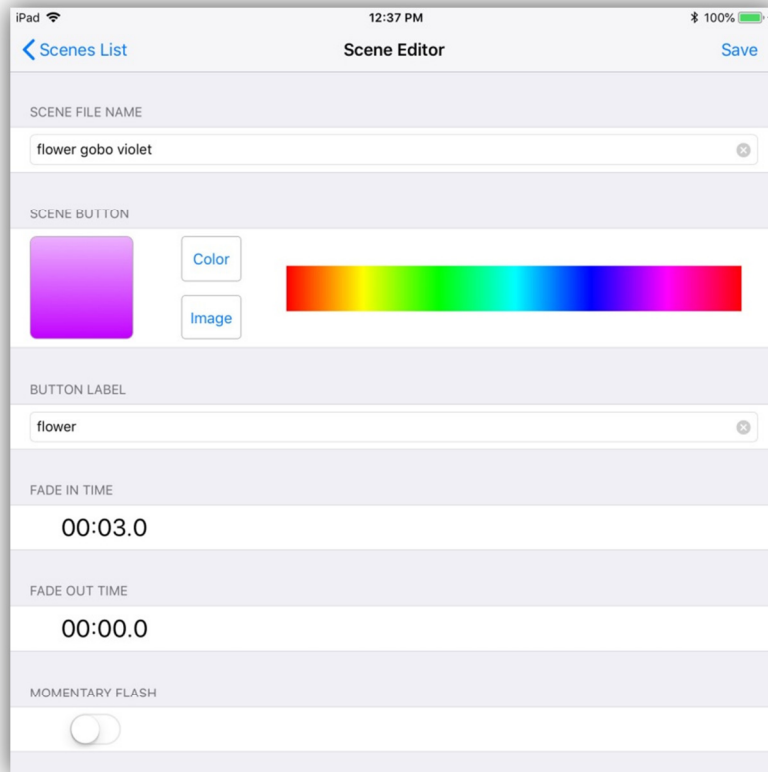 iPad 12:37 PM 100%
Scenes List Scene Editor Save
SCENE FILE NAME
flower gobo violet
SCENE BUTTON
Color
Image
BUTTON LABEL
flower
FADE IN TIME
00:03.0
FADE OUT TIME
00:00.0
MOMENTARY FLASH